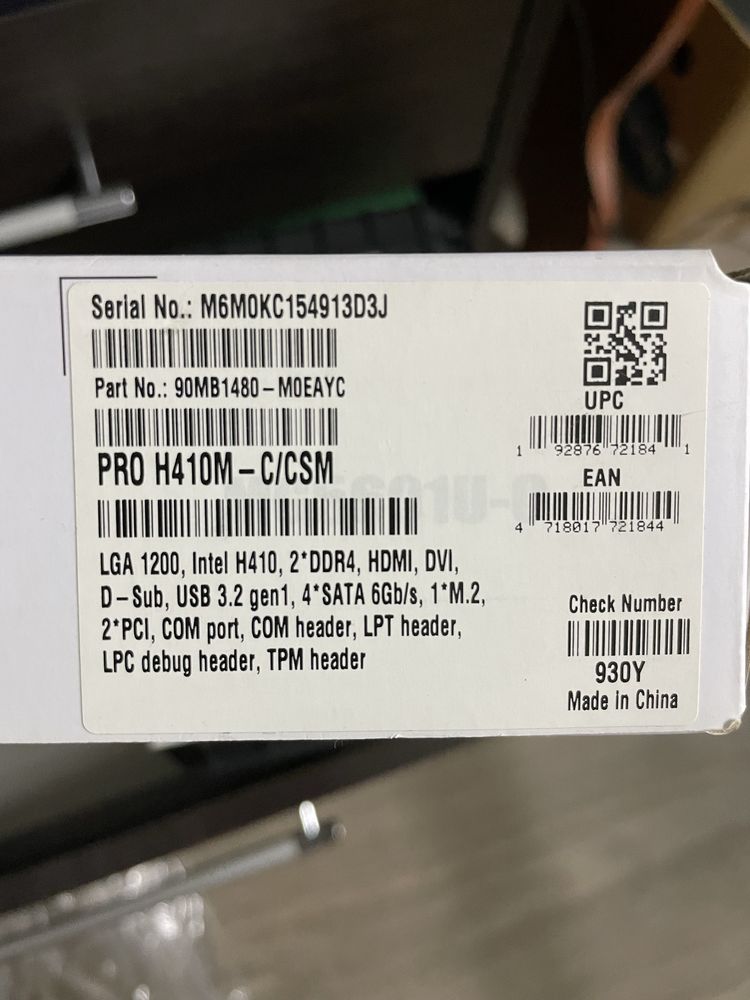 Serial No.: M6M0KC154913D3J
Part No.: 90MB1480-M0EAYC
PRO H410M-C/CSM
LGA 1200, Intel H410, 2*DDR4, HDMI, DVI,
D-Sub, USB 3.2 gen1, 4*SATA 6Gb/s, 1*M.2,
2*PCI, COM port, COM header, LPT header,
LPC debug header, TPM header
UPC
1 92876 72184 1
EAN
4 718017 721844
Check Number
930Y
Made in China